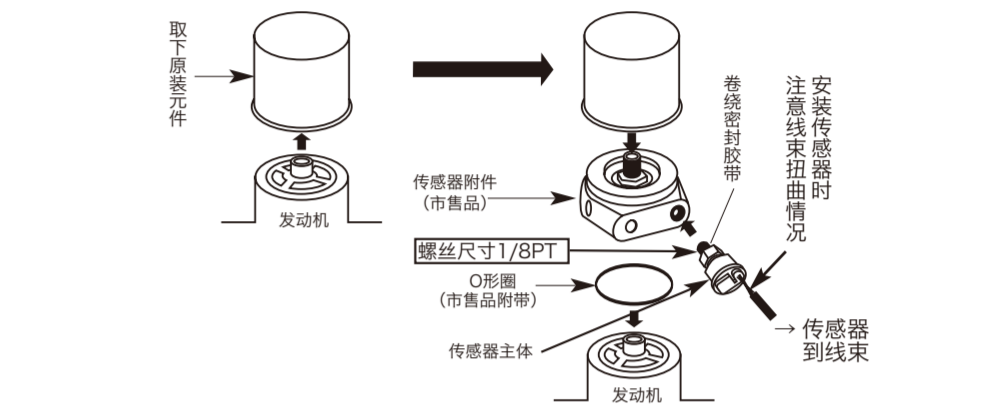 取下原装元件
发动机
传感器附件
（市售品）
螺丝尺寸1/8PT
O形圈
（市售品附带）
传感器主体
发动机
卷绕密封胶带
安装传感器时
注意线束扭曲情况
→ 传感器
到线束